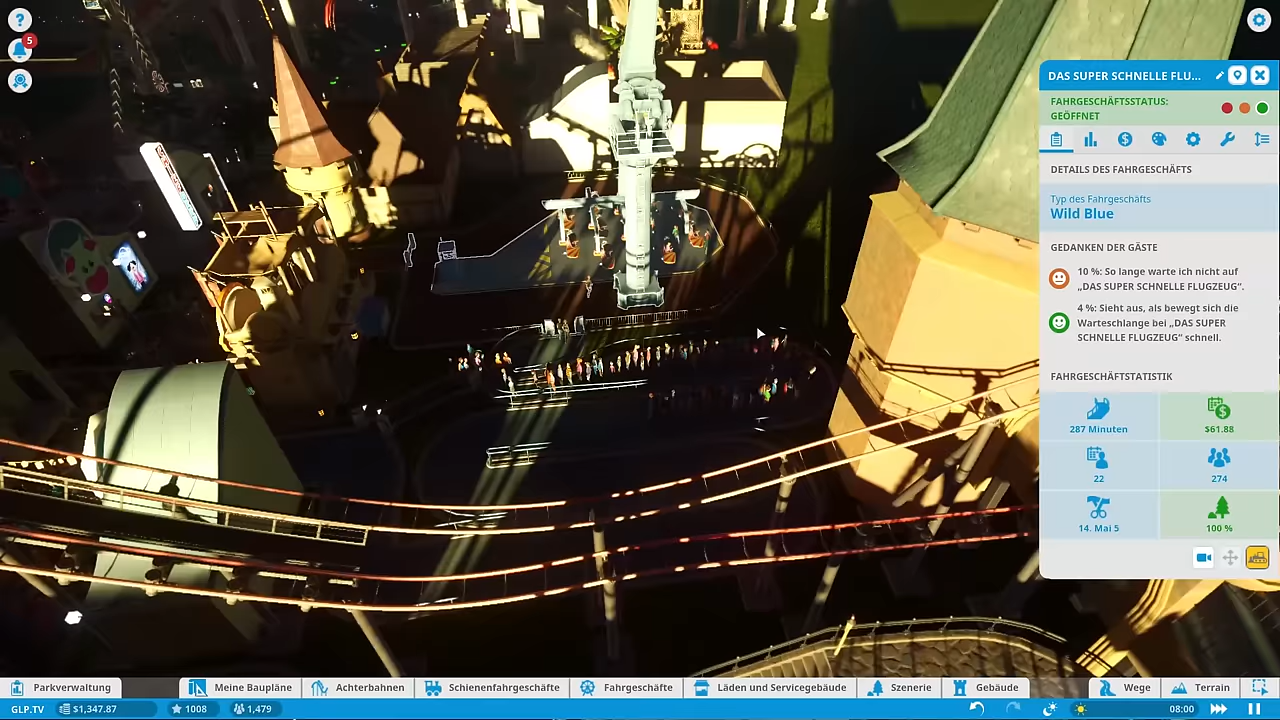 ?
5
DAS SUPER SCHNELLE FLU...
FAHRGESCHÄFTSSTATUS:
GEÖFFNET
DETAILS DES FAHRGESCHÄFTS
Typ des Fahrgeschäfts
Wild Blue
GEDANKEN DER GÄSTE
10 %: So lange warte ich nicht auf
„DAS SUPER SCHNELLE FLUGZEUG“.
4 %: Sieht aus, als bewegt sich die
Warteschlange bei „DAS SUPER
SCHNELLE FLUGZEUG“ schnell.
FAHRGESCHÄFTSTATISTIK
287 Minuten
$61.88
22
274
14. Mai 5
100 %
Parkverwaltung
Meine Baupläne
Achterbahnen
Schienenfahrgeschäfte
Fahrgeschäfte
Läden und Servicegebäude
Szenerie
Gebäude
Wege
Terrain
GLP.TV
$1,347.87
1008
1,479
08:00